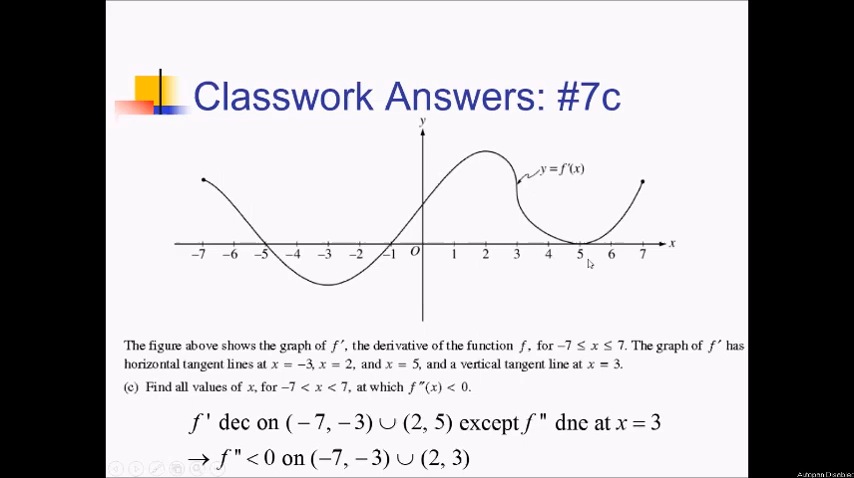 Classwork Answers: #7c
y
y = f'(x)
x
-7 -6 -5 -4 -3 -2 -1 O 1 2 3 4 5 6 7
The figure above shows the graph of f′, the derivative of the function f, for −7 ≤ x ≤ 7. The graph of f′ has
horizontal tangent lines at x = −3, x = 2, and x = 5, and a vertical tangent line at x = 3.
(c) Find all values of x, for −7 < x < 7, at which f″(x) < 0.
f ' dec on (−7, −3) ∪ (2, 5) except f " dne at x = 3
→ f " < 0 on (−7, −3) ∪ (2, 3)
Autopan Disabled